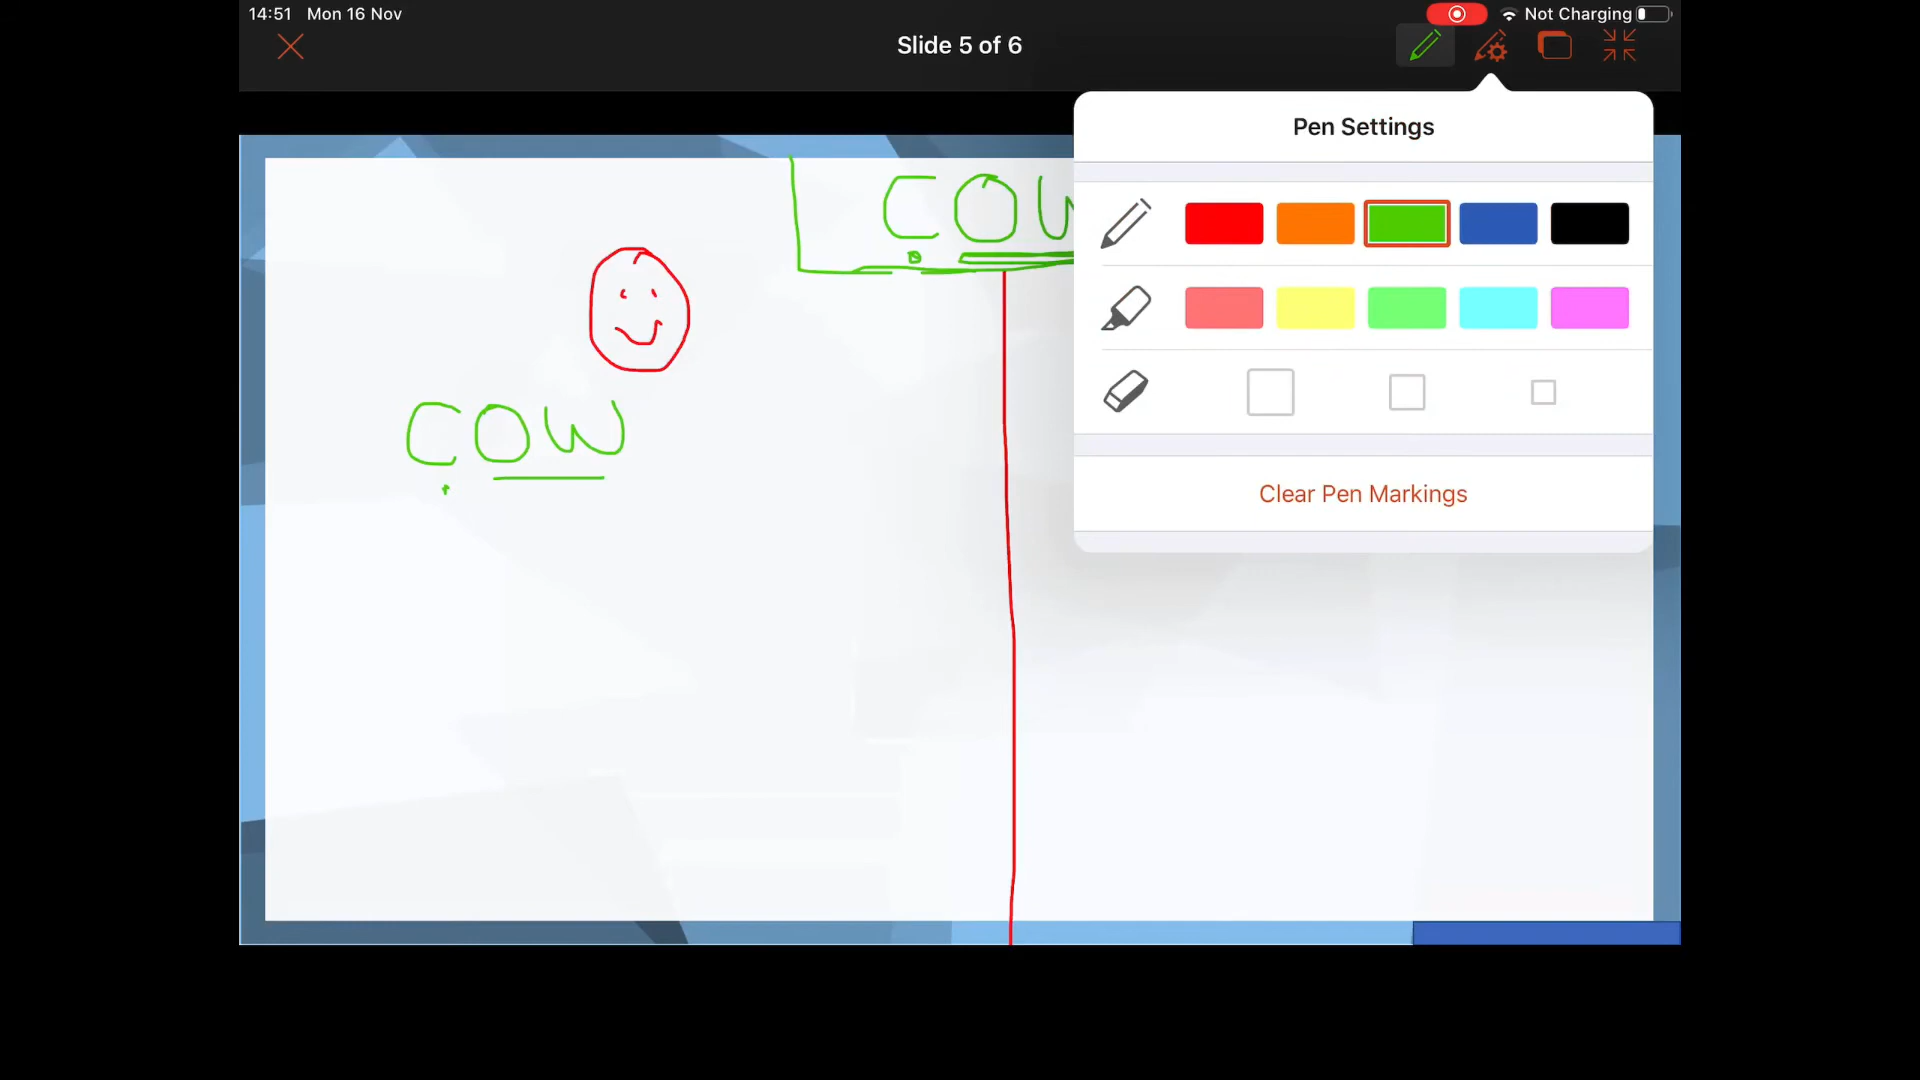 14:51 Mon 16 Nov
Not Charging
Slide 5 of 6
Pen Settings
COW
COW
Clear Pen Markings